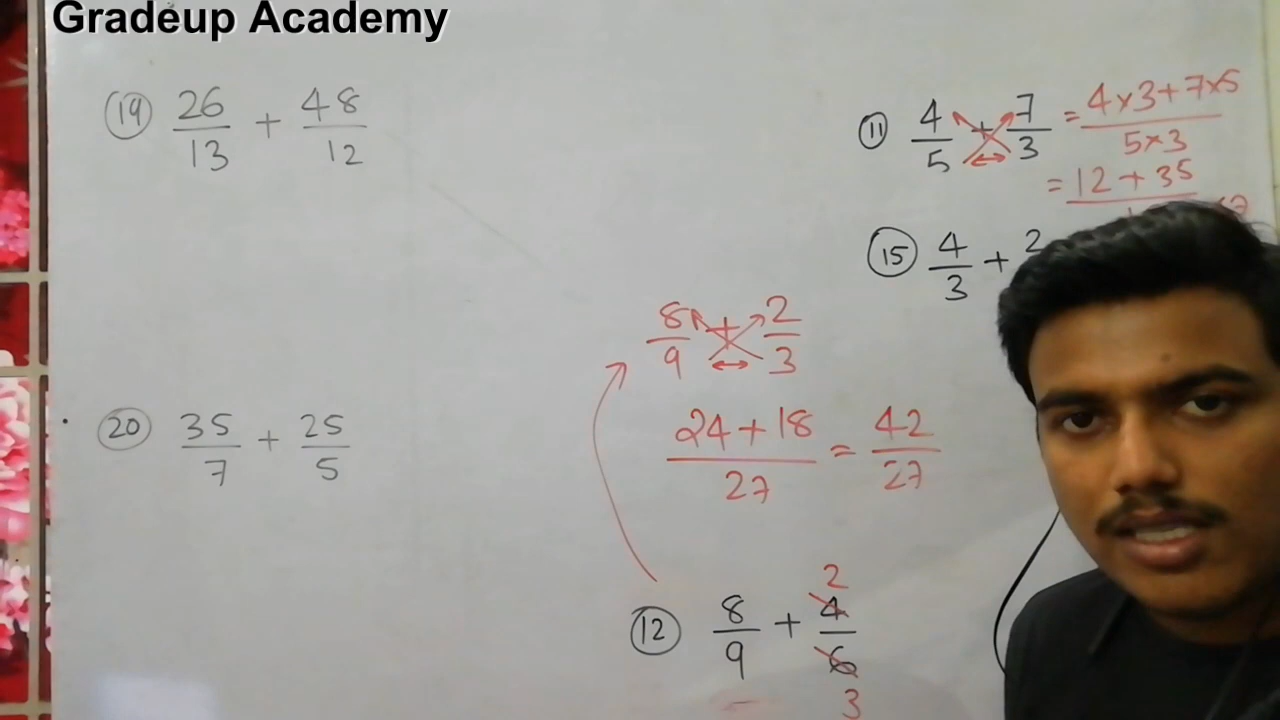 Gradeup Academy
19 26/13 + 48/12
20 35/7 + 25/5
8/9 + 2/3
24+18/27 = 42/27
12 8/9 + 4/6
2
3
11 4/5 + 7/3 = 4×3+7×5/5×3
= 12+35
15 4/3 + 2